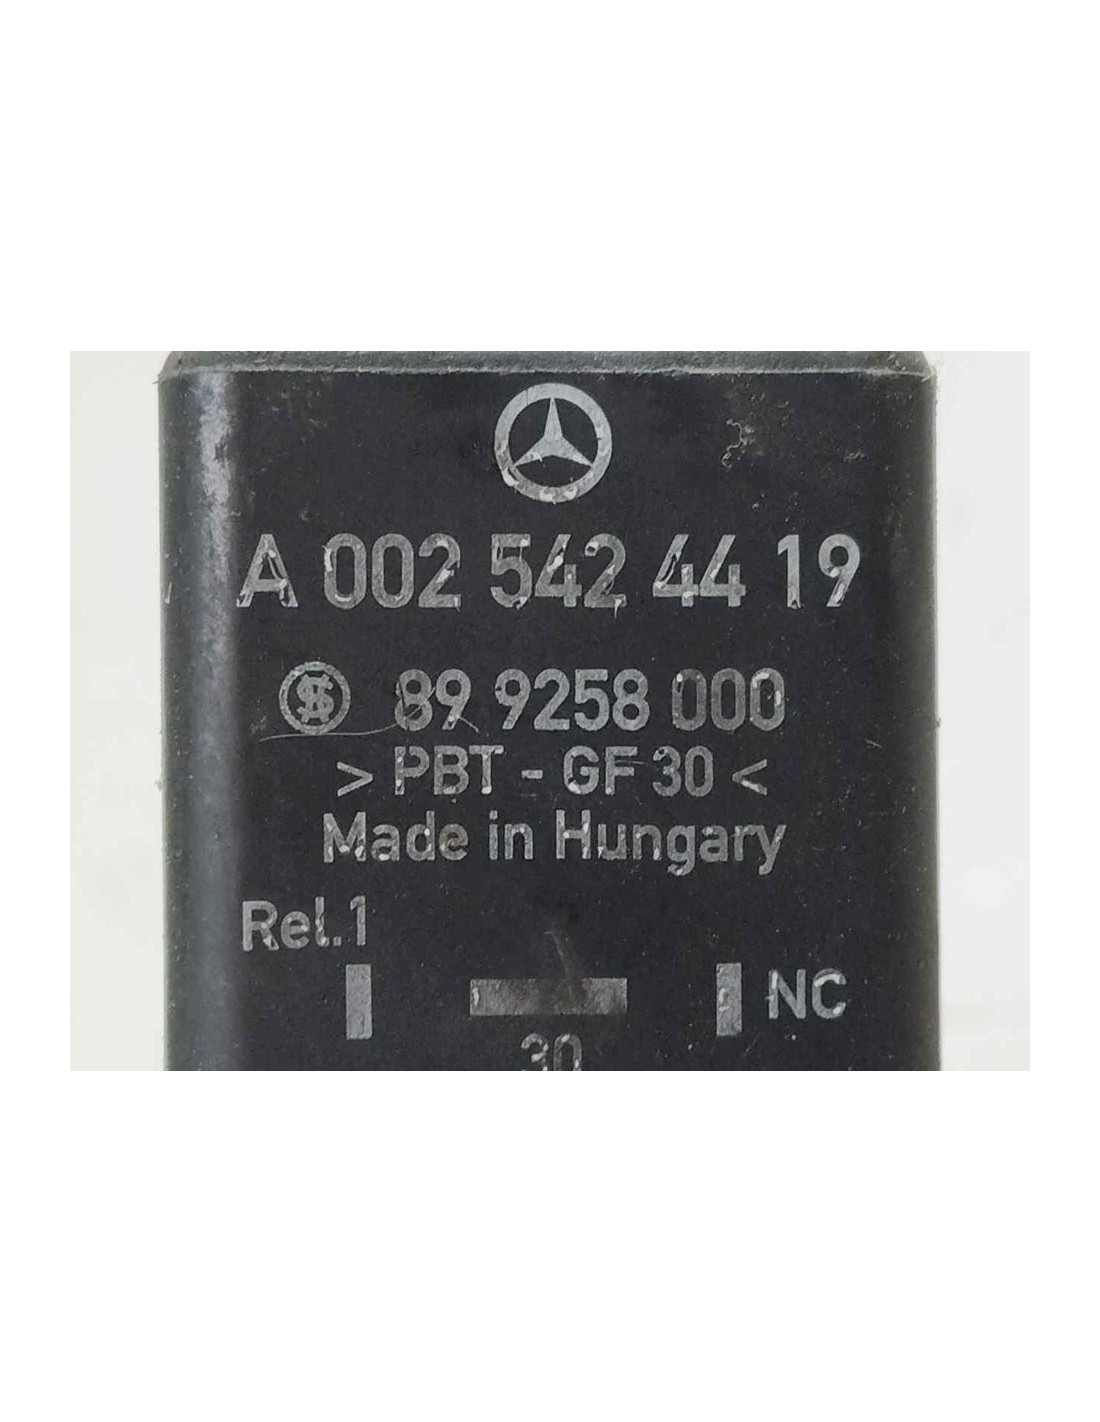 A 002 542 44 19
89 9258 000
> PBT - GF 30 <
Made in Hungary
Rel.1
NC
30